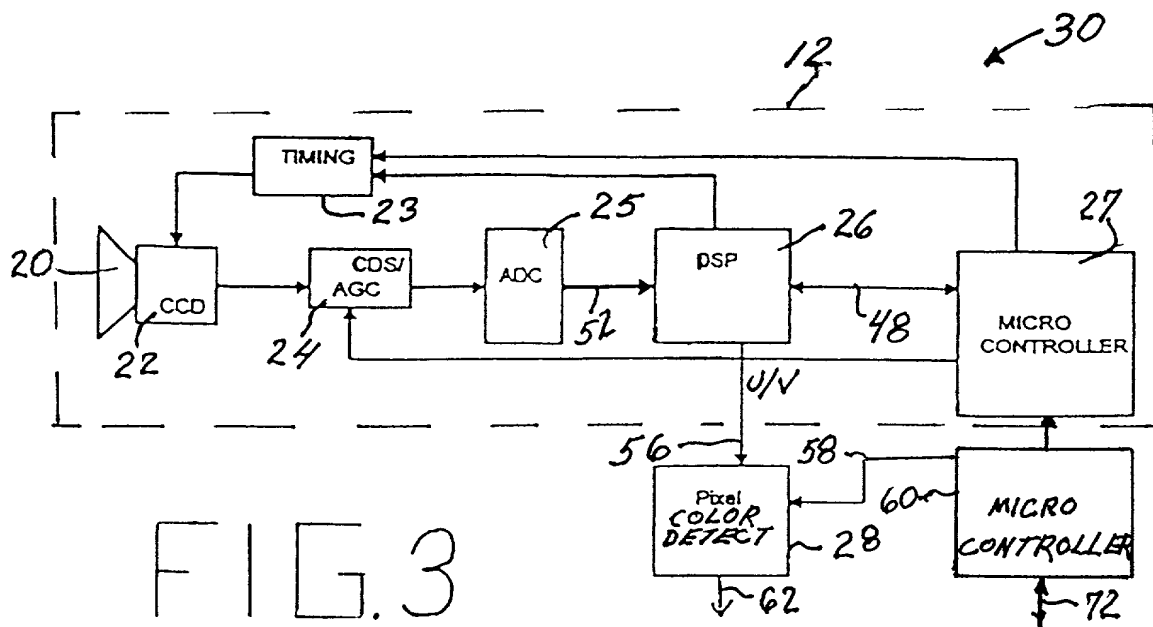 30
12
TIMING
23
25
26
27
20
CCD
22
CDS/
AGC
24
ADC
52
DSP
48
MICRO
CONTROLLER
U/V
56
58
60
Pixel
COLOR
DETECT
28
MICRO
CONTROLLER
62
72
FIG. 3